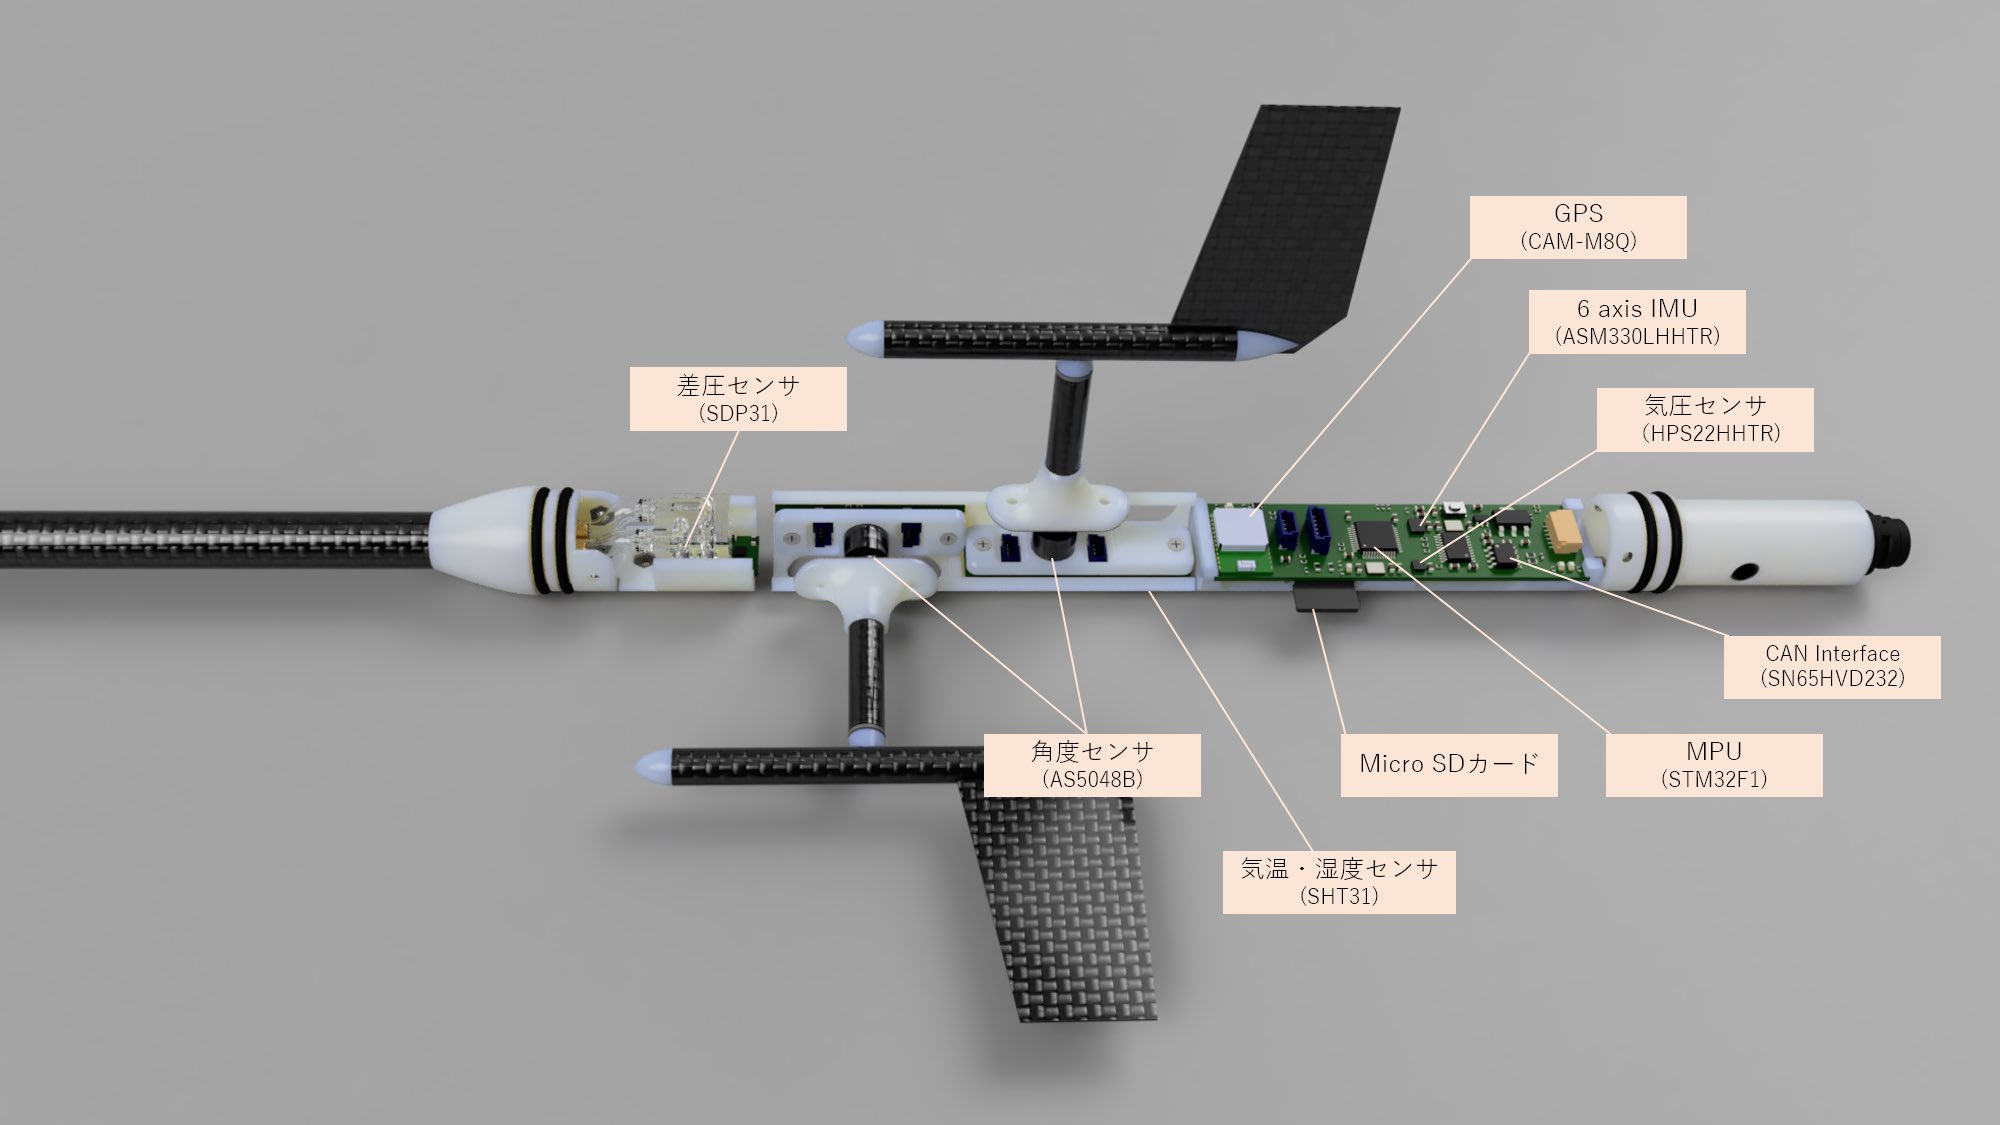 GPS
(CAM-M8Q)
6 axis IMU
(ASM330LHHTR)
差圧センサ
(SDP31)
気圧センサ
(HPS22HHTR)
CAN Interface
(SN65HVD232)
角度センサ
(AS5048B)
Micro SDカード
MPU
(STM32F1)
気温・湿度センサ
(SHT31)